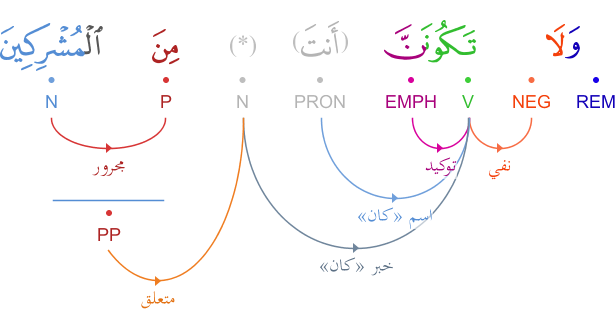 وَلَا تَكُونَنَّ (أَنتَ) (*) مِنَ ٱلْمُشْرِكِينَ
N P N PRON EMPH V NEG REM
نفي توكيد مجرور
اسم «كان»
PP
خبر «كان»
متعلق